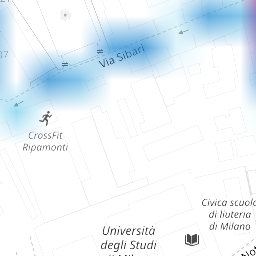 Via Sibari
CrossFit
Ripamonti
Università
degli Studi
Civica scuola
di liuteria
di Milano